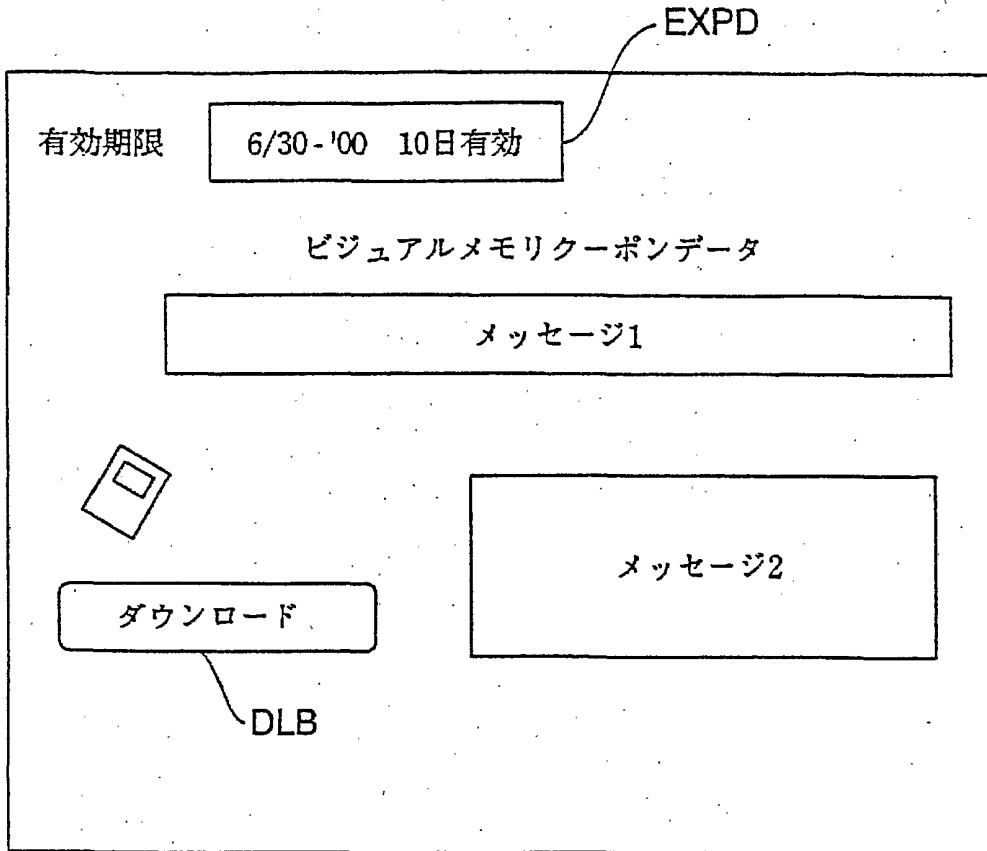 EXPD
有効期限 6/30-'00 10日有効
ビジュアルメモリクーポンデータ
メッセージ1
メッセージ2
ダウンロード
DLB